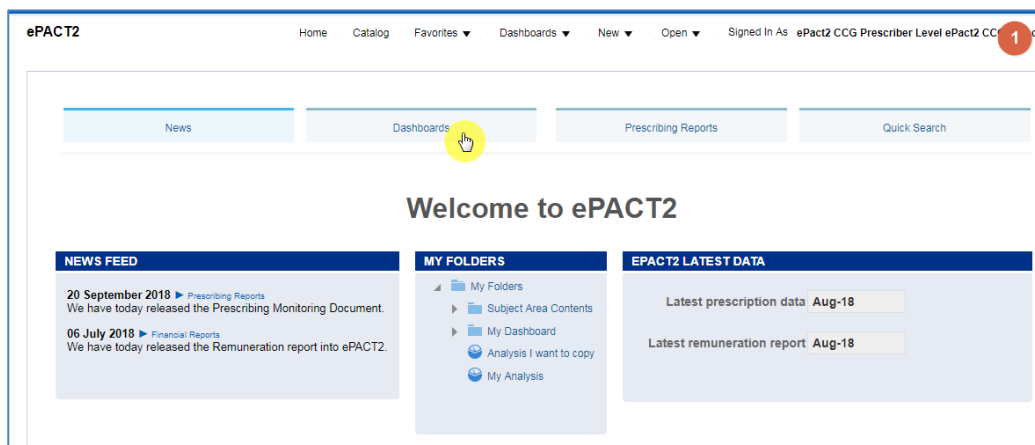 ePACT2
Home Catalog Favorites Dashboards New Open Signed In As ePact2 CCG Prescriber Level ePact2
1
News
Dashboards
Prescribing Reports
Quick Search
Welcome to ePACT2
NEWS FEED
20 September 2018 Prescribing Reports
We have today released the Prescribing Monitoring Document.
06 July 2018 Financial Reports
We have today released the Remuneration report into ePACT2.
MY FOLDERS
My Folders
Subject Area Contents
My Dashboard
Analysis I want to copy
My Analysis
EPACT2 LATEST DATA
Latest prescription data Aug-18
Latest remuneration report Aug-18